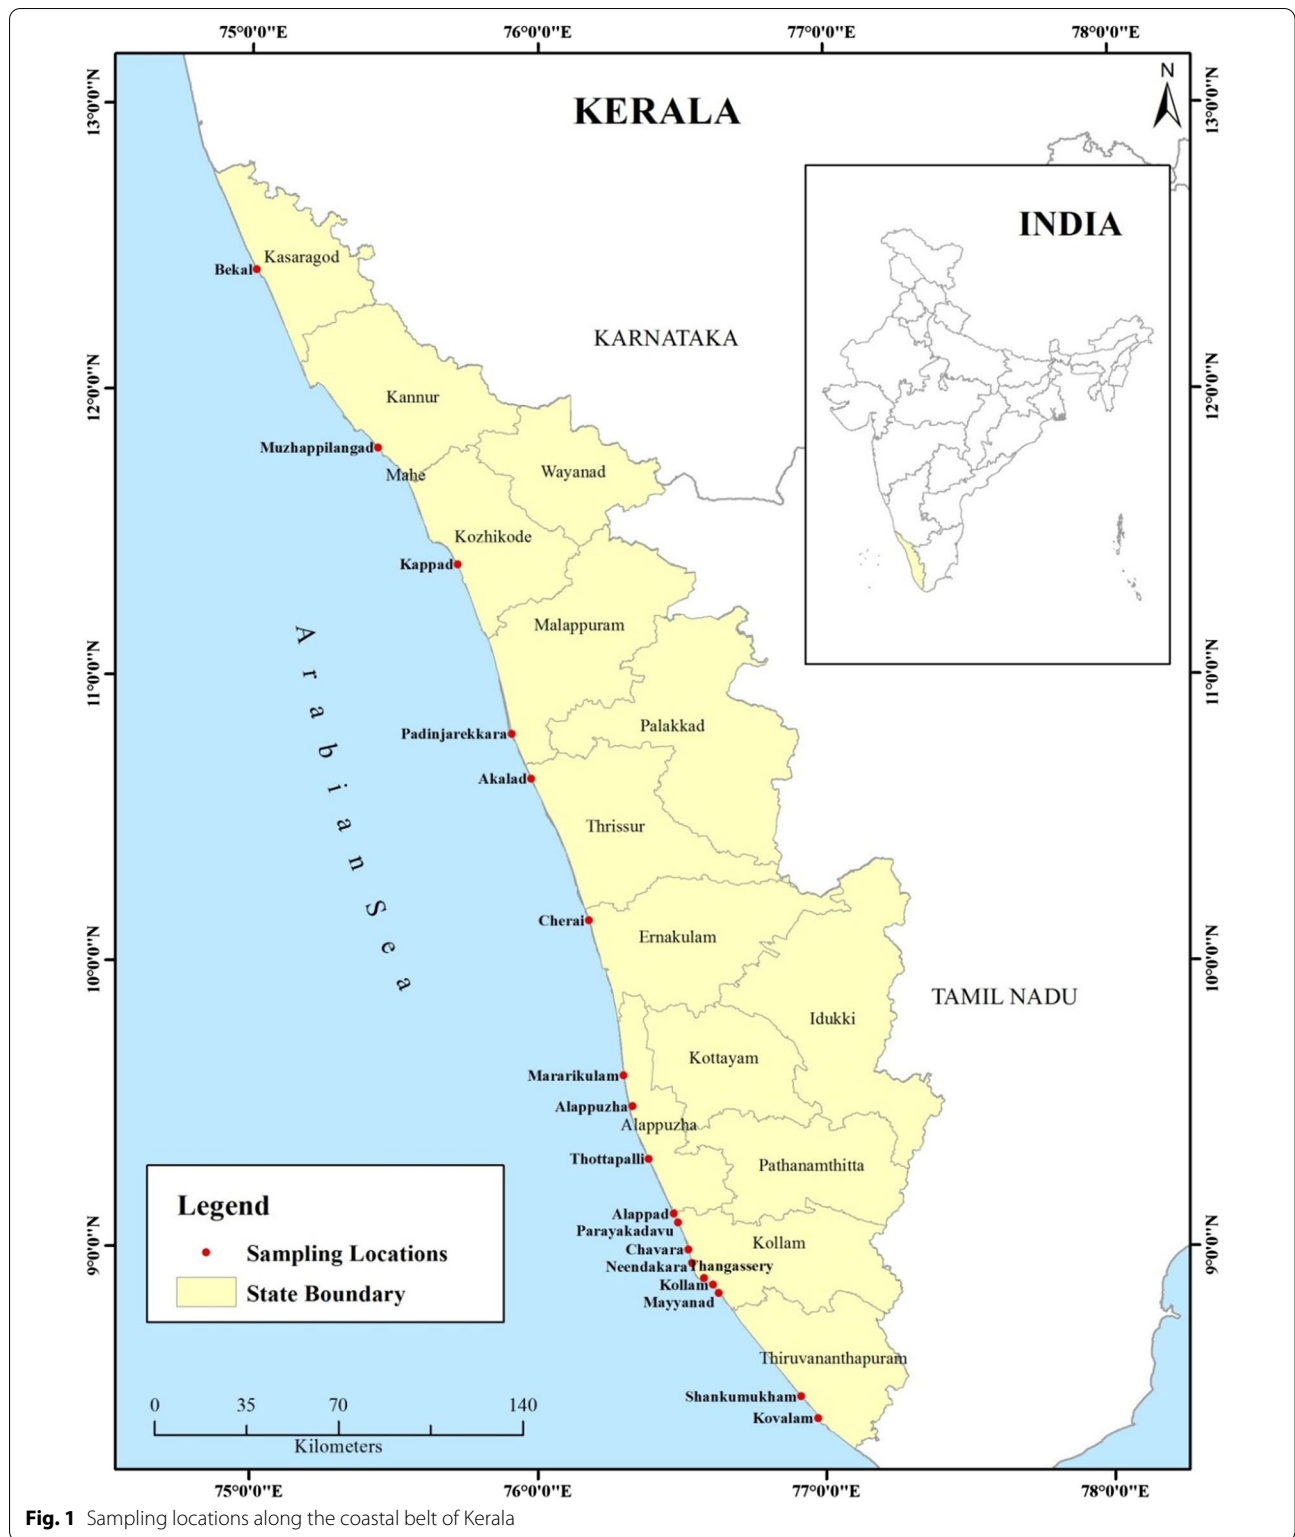 75°0'0"E 76°0'0"E 77°0'0"E 78°0'0"E
KERALA
N
13°0'0"N
13°0'0"N
INDIA
Kasaragod
Bekal
KARNATAKA
12°0'0"N
12°0'0"N
Kannur
Muzhappilangad
Mahe
Wayanad
Kozhikode
Kappad
Malappuram
Arabian Sea
11°0'0"N
11°0'0"N
Palakkad
Padinjarekkara
Akalad
Thrissur
Cherai
Ernakulam
10°0'0"N
10°0'0"N
TAMIL NADU
Idukki
Kottayam
Mararikulam
Alappuzha
Alappuzha
Thottapalli
Pathanamthitta
Alappad
Parayakadavu
Kollam
Chavara
Neendakara Thangassery
Kollam
Mayyanad
9°0'0"N
9°0'0"N
Legend
Sampling Locations
State Boundary
Thiruvananthapuram
Shankumukham
Kovalam
0 35 70 140
Kilometers
75°0'0"E 76°0'0"E 77°0'0"E 78°0'0"E
Fig. 1 Sampling locations along the coastal belt of Kerala